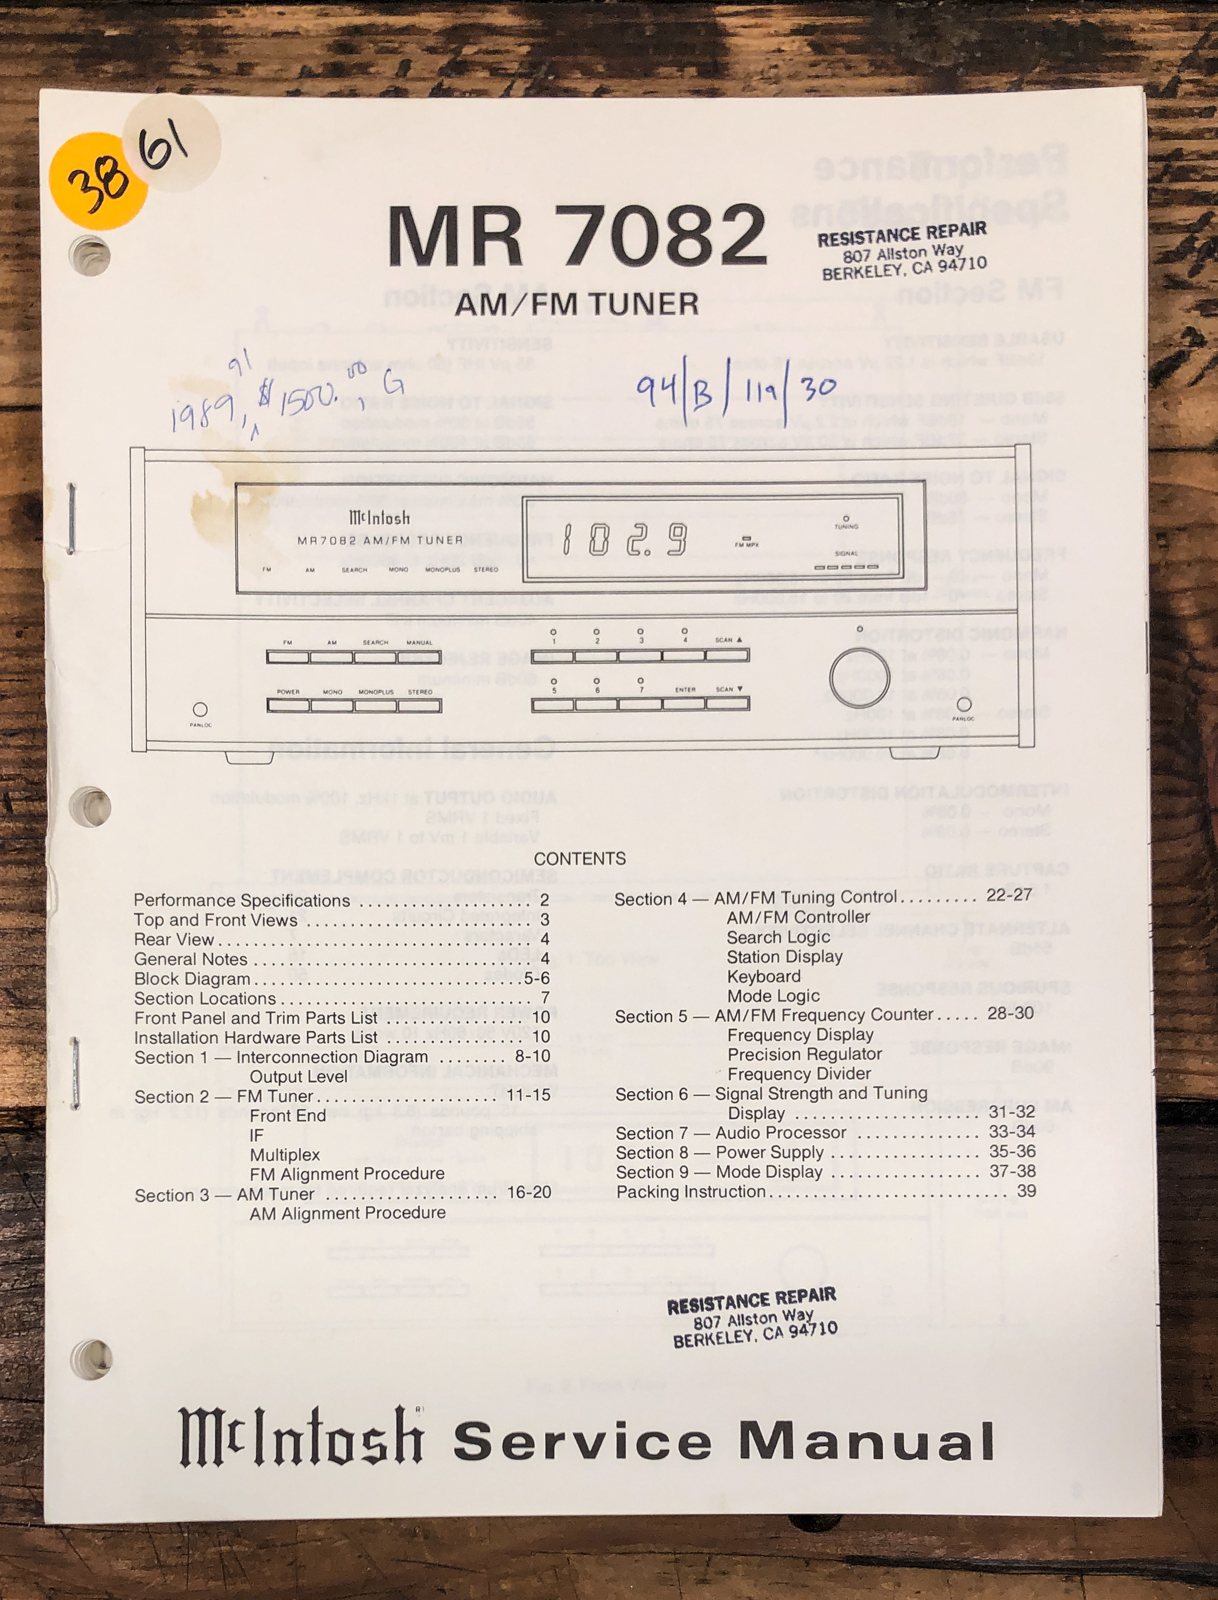 38
61
MR 7082
AM/FM TUNER
RESISTANCE REPAIR
807 Allston Way
BERKELEY, CA 94710
91
1989, $1500.00, G
94/B/119/30
McIntosh
MR7082 AM/FM TUNER
FM AM SEARCH MONO MONOPLUS STEREO
102.9
FM MPX
TUNING
SIGNAL
FM AM SEARCH MANUAL
1 2 3 4 SCAN ▲
POWER MONO MONOPLUS STEREO
5 6 7 ENTER SCAN ▼
PANLOC
PANLOC
CONTENTS
Performance Specifications .......................... 2
Top and Front Views .......................... 3
Rear View .......................... 4
General Notes .......................... 4
Block Diagram .......................... 5-6
Section Locations .......................... 7
Front Panel and Trim Parts List .......................... 10
Installation Hardware Parts List .......................... 10
Section 1 — Interconnection Diagram ........ 8-10
Output Level
Section 2 — FM Tuner .......................... 11-15
Front End
IF
Multiplex
FM Alignment Procedure
Section 3 — AM Tuner .......................... 16-20
AM Alignment Procedure
Section 4 — AM/FM Tuning Control ......... 22-27
AM/FM Controller
Search Logic
Station Display
Keyboard
Mode Logic
Section 5 — AM/FM Frequency Counter ..... 28-30
Frequency Display
Precision Regulator
Frequency Divider
Section 6 — Signal Strength and Tuning
Display .......................... 31-32
Section 7 — Audio Processor .............. 33-34
Section 8 — Power Supply .................. 35-36
Section 9 — Mode Display .................. 37-38
Packing Instruction .......................... 39
RESISTANCE REPAIR
807 Allston Way
BERKELEY, CA 94710
McIntosh® Service Manual